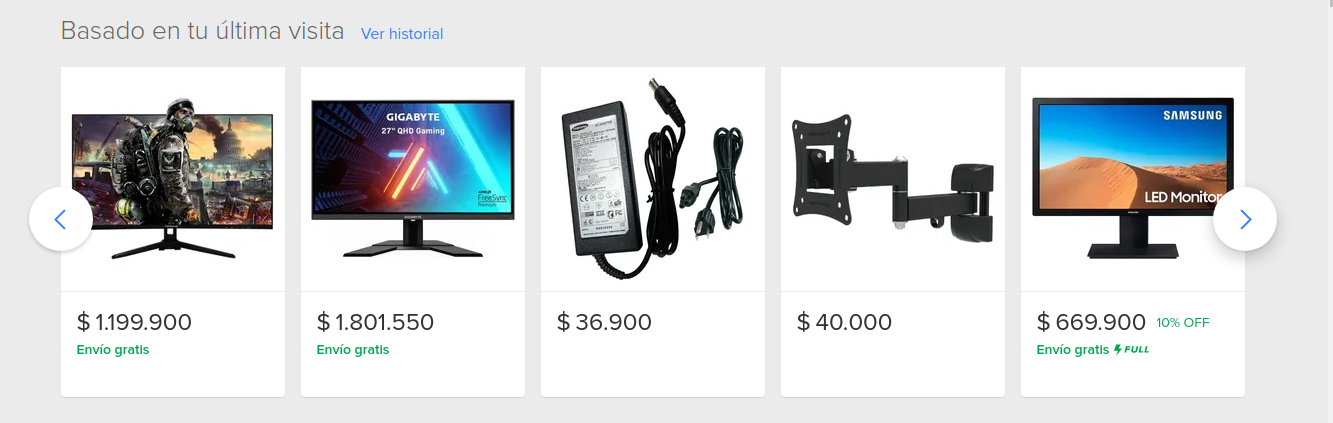 Basado en tu última visita Ver historial
GIGABYTE
27" QHD Gaming
AMD
FreeSync
Premium
GIGABYTE
SAMSUNG
SAMSUNG
LED Monitor
$ 1.199.900
Envío gratis
$ 1.801.550
Envío gratis
$ 36.900
$ 40.000
$ 669.900 10% OFF
Envío gratis FULL